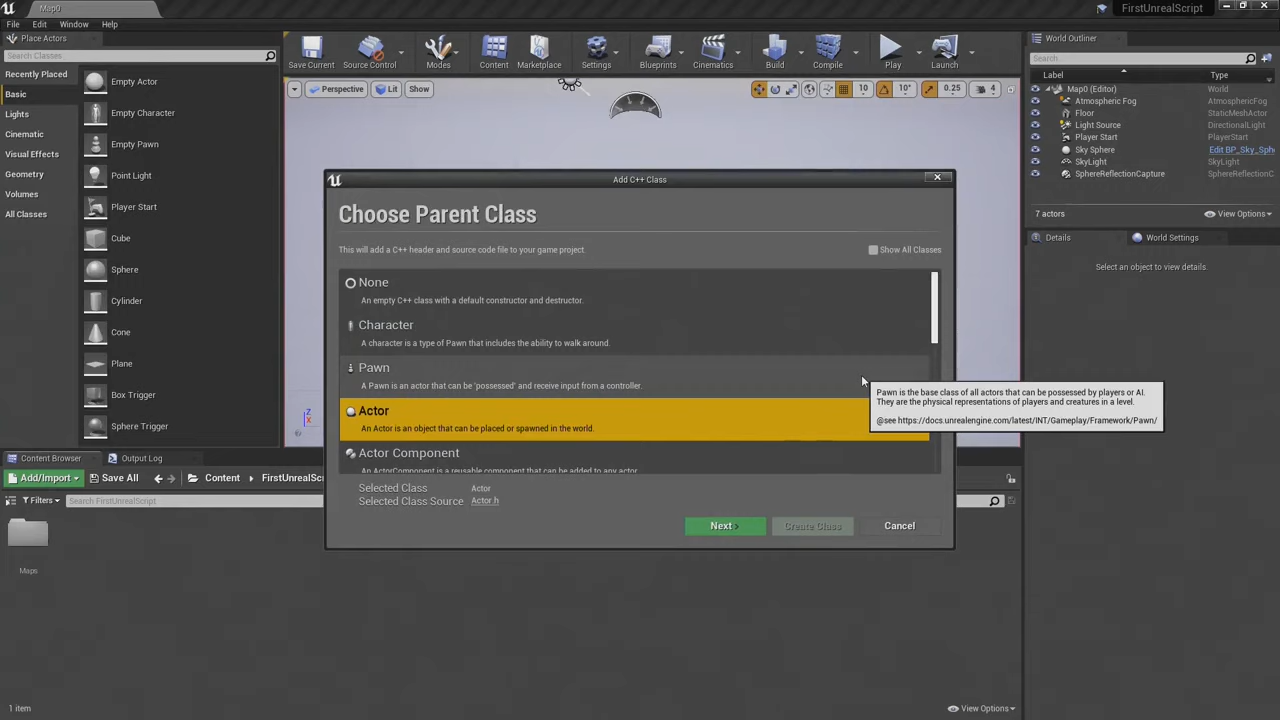 Map0
FirstUnrealScript
File Edit Window Help
Place Actors
Search Classes
Recently Placed
Basic
Lights
Cinematic
Visual Effects
Geometry
Volumes
All Classes
Empty Actor
Empty Character
Empty Pawn
Point Light
Player Start
Cube
Sphere
Cylinder
Cone
Plane
Box Trigger
Sphere Trigger
Save Current Source Control Modes Content Marketplace Settings Blueprints Cinematics Build Compile Play Launch
Perspective Lit Show
10 10° 0.25 4
World Outliner
Search...
Label Type
Map0 (Editor) World
Atmospheric Fog AtmosphericFog
Floor StaticMeshActor
Light Source DirectionalLight
Player Start PlayerStart
Sky Sphere Edit BP_Sky_Sph
SkyLight SkyLight
SphereReflectionCapture SphereReflectionC
7 actors View Options
Details World Settings
Select an object to view details.
Add C++ Class
Choose Parent Class
This will add a C++ header and source code file to your game project.
Show All Classes
None
An empty C++ class with a default constructor and destructor.
Character
A character is a type of Pawn that includes the ability to walk around.
Pawn
A Pawn is an actor that can be 'possessed' and receive input from a controller.
Actor
An Actor is an object that can be placed or spawned in the world.
Actor Component
An ActorComponent is a reusable component that can be added to any actor.
Selected Class Actor
Selected Class Source Actor.h
Next > Create Class Cancel
Pawn is the base class of all actors that can be possessed by players or AI.
They are the physical representations of players and creatures in a level.
@see https://docs.unrealengine.com/latest/INT/Gameplay/Framework/Pawn/
Z
X
Content Browser Output Log
Add/Import Save All Content FirstUnrealScr
Filters Search FirstUnrealScript
Maps
1 item View Options